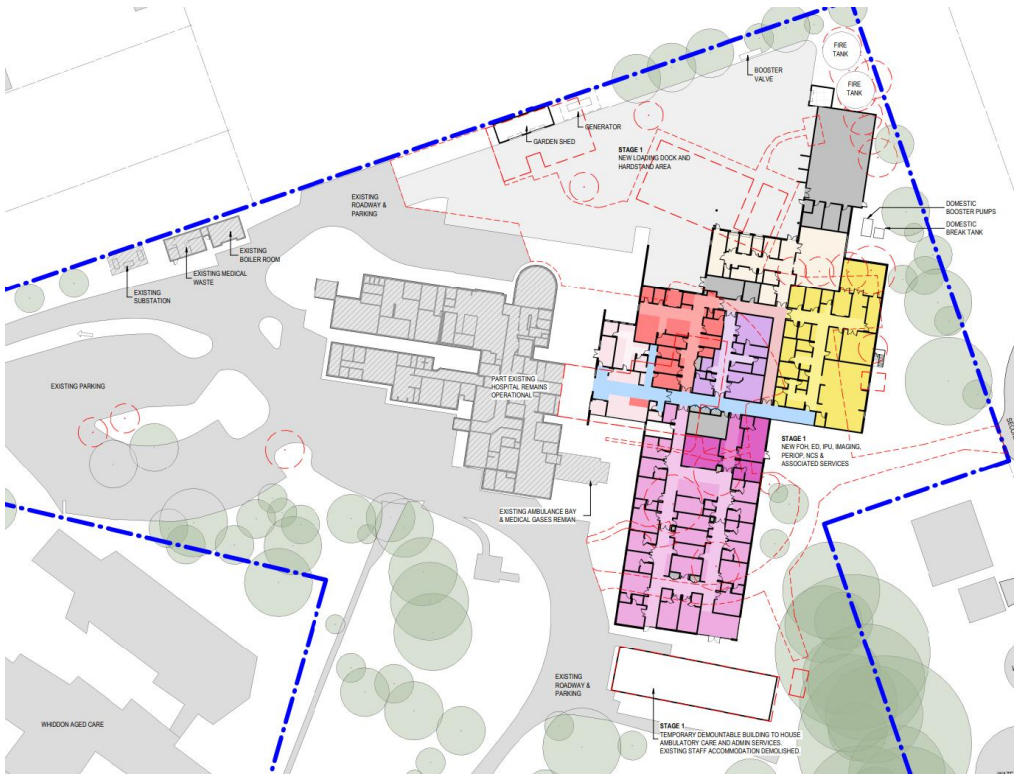 FIRE
TANK
FIRE
TANK
BOOSTER
VALVE
GENERATOR
GARDEN SHED
STAGE 1
NEW LOADING DOCK AND
HARDSTAND AREA
EXISTING
ROADWAY &
PARKING
DOMESTIC
BOOSTER PUMPS
DOMESTIC
BREAK TANK
EXISTING
BOILER ROOM
EXISTING MEDICAL
WASTE
EXISTING
SUBSTATION
EXISTING PARKING
PART EXISTING
HOSPITAL REMAINS
OPERATIONAL
STAGE 1
NEW FOH, ED, IPU, IMAGING,
PERIOP, NCS &
ASSOCIATED SERVICES
EXISTING AMBULANCE BAY
& MEDICAL GASES REMIAN
EXISTING
ROADWAY &
PARKING
WHIDDON AGED CARE
STAGE 1
TEMPORARY DEMOUNTABLE BUILDING TO HOUSE
AMBULATORY CARE AND ADMIN SERVICES.
EXISTING STAFF ACCOMMODATION DEMOLISHED.